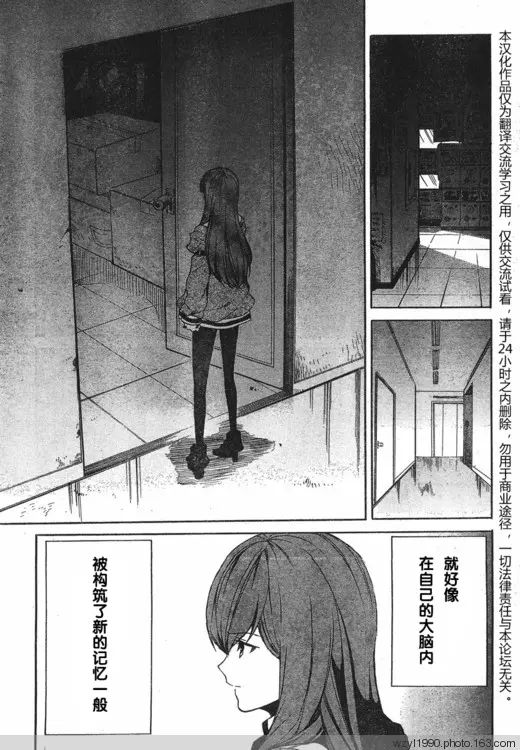 就好像
在自己的大脑内
被构筑了新的记忆一般
本汉化作品仅为翻译交流学习之用，仅供交流试看，请于24小时之内删除，勿用于商业途径，一切法律责任与本论坛无关。
wzyl1990.photo.163.com